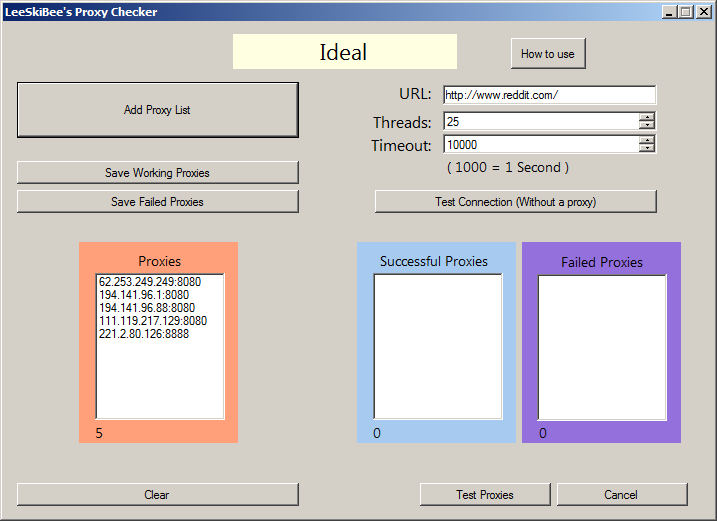 LeeSkiBee's Proxy Checker
Ideal
How to use
Add Proxy List
URL:
http://www.reddit.com/
Threads:
25
Timeout:
10000
( 1000 = 1 Second )
Save Working Proxies
Save Failed Proxies
Test Connection (Without a proxy)
Proxies
62.253.249.249:8080
194.141.96.1:8080
194.141.96.88:8080
111.119.217.129:8080
221.2.80.126:8888
5
Successful Proxies
0
Failed Proxies
0
Clear
Test Proxies
Cancel